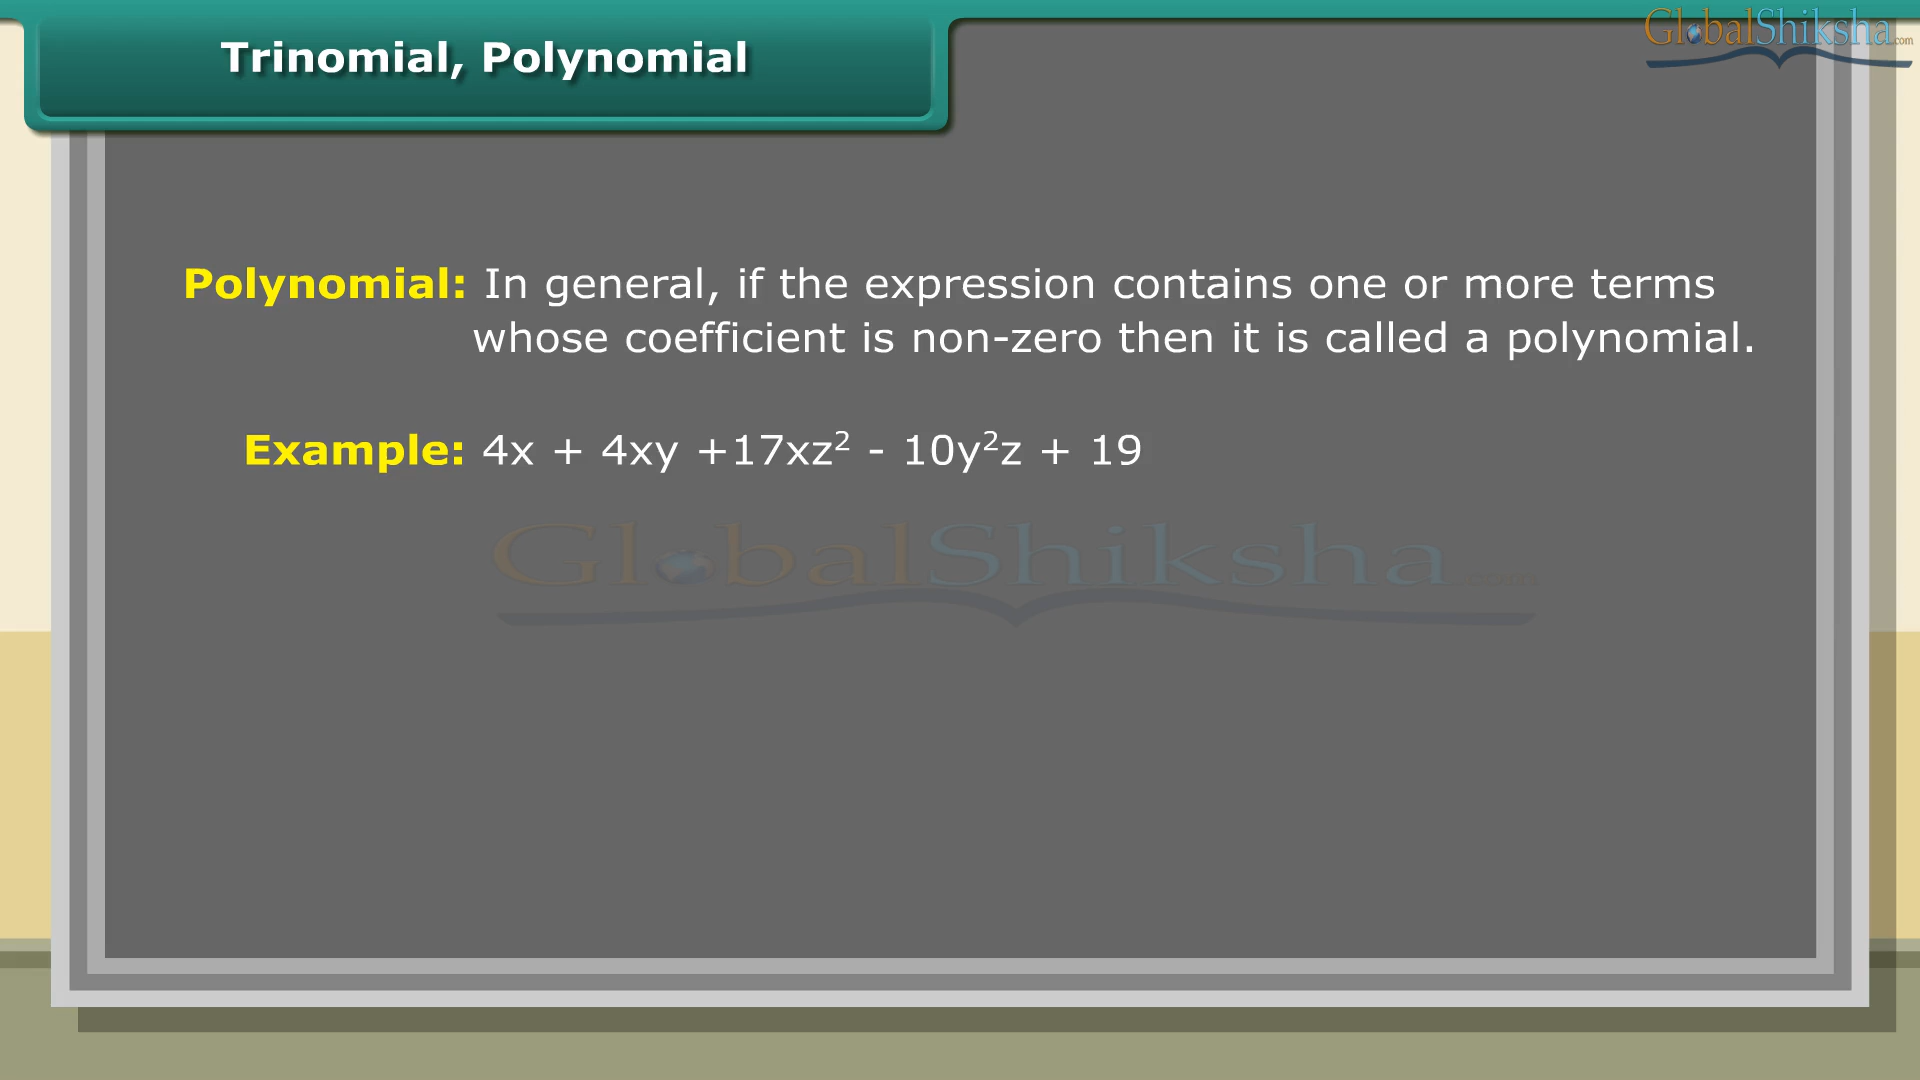 Trinomial, Polynomial
GlobalShiksha.com
Polynomial: In general, if the expression contains one or more terms
whose coefficient is non-zero then it is called a polynomial.
Example: 4x + 4xy +17xz² - 10y²z + 19
GlobalShiksha.com